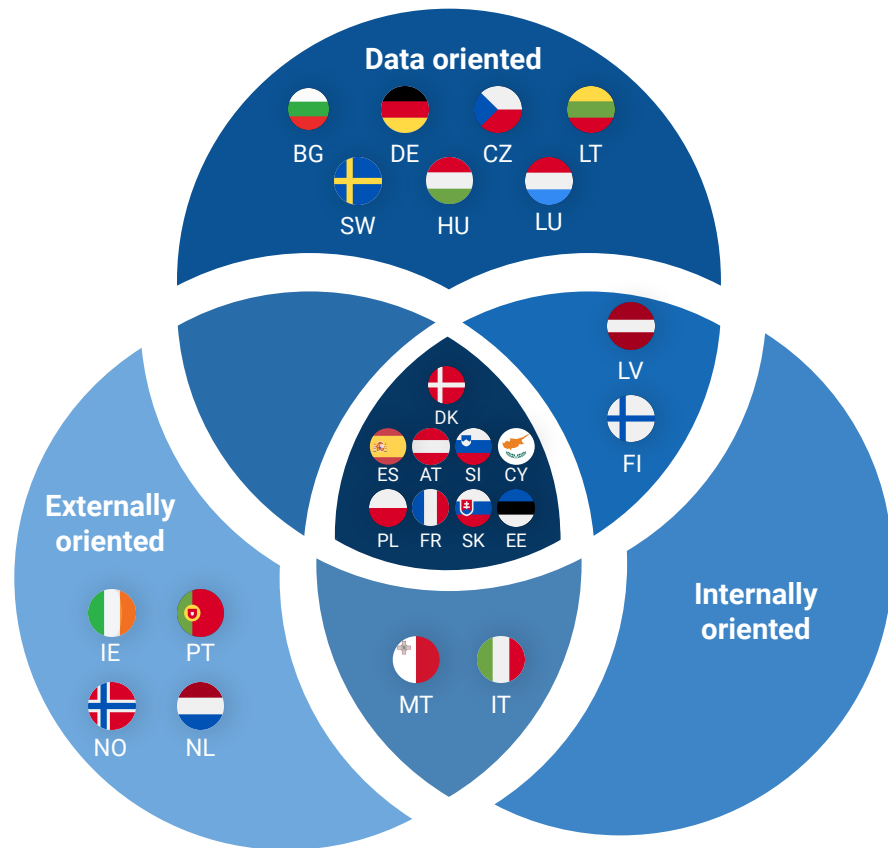 Data oriented
BG DE CZ LT
SW HU LU
LV
FI
DK
ES AT SI CY
PL FR SK EE
Externally
oriented
IE PT
NO NL
Internally
oriented
MT IT